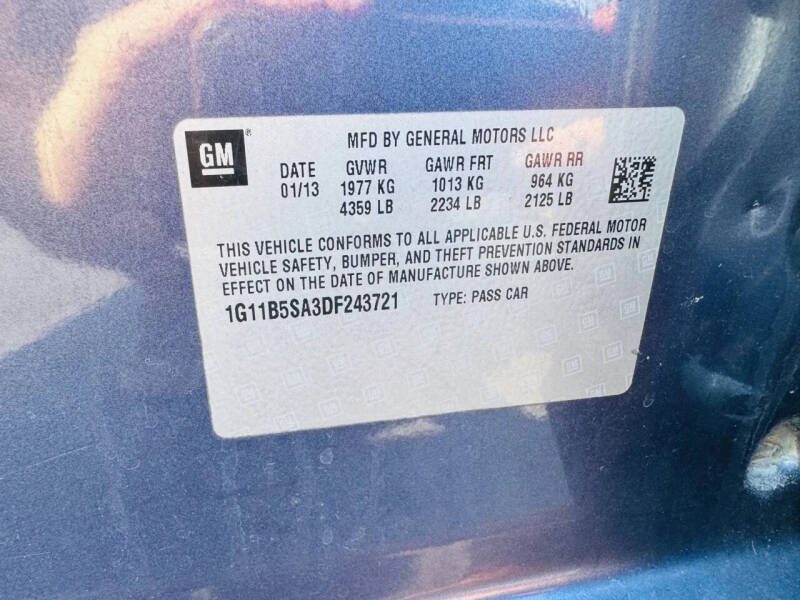 GM ® MFD BY GENERAL MOTORS LLC
DATE GVWR GAWR FRT GAWR RR
01/13 1977 KG 1013 KG 964 KG
4359 LB 2234 LB 2125 LB
THIS VEHICLE CONFORMS TO ALL APPLICABLE U.S. FEDERAL MOTOR
VEHICLE SAFETY, BUMPER, AND THEFT PREVENTION STANDARDS IN
EFFECT ON THE DATE OF MANUFACTURE SHOWN ABOVE.
1G11B5SA3DF243721 TYPE: PASS CAR